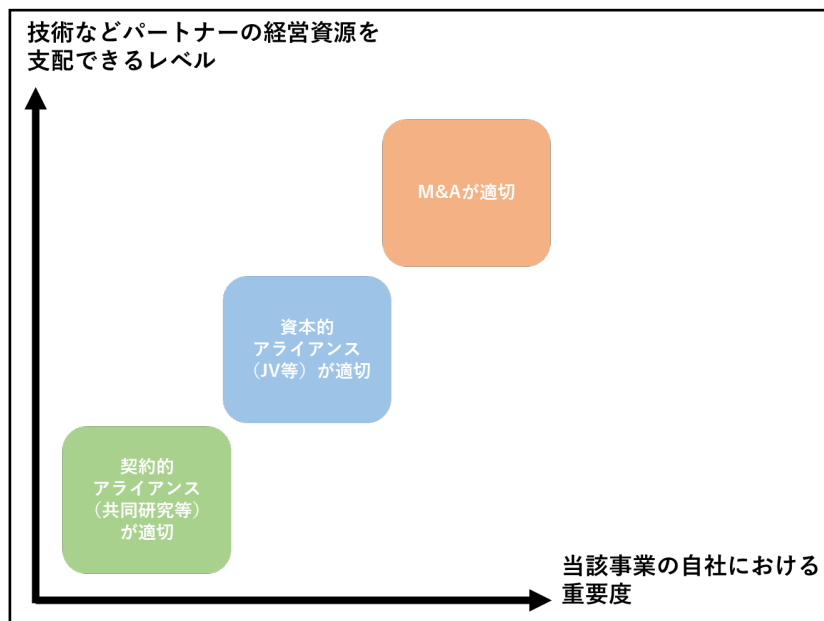 技術などパートナーの経営資源を
支配できるレベル
M&Aが適切
資本的
アライアンス
（JV等）が適切
契約的
アライアンス
（共同研究等）
が適切
当該事業の自社における
重要度